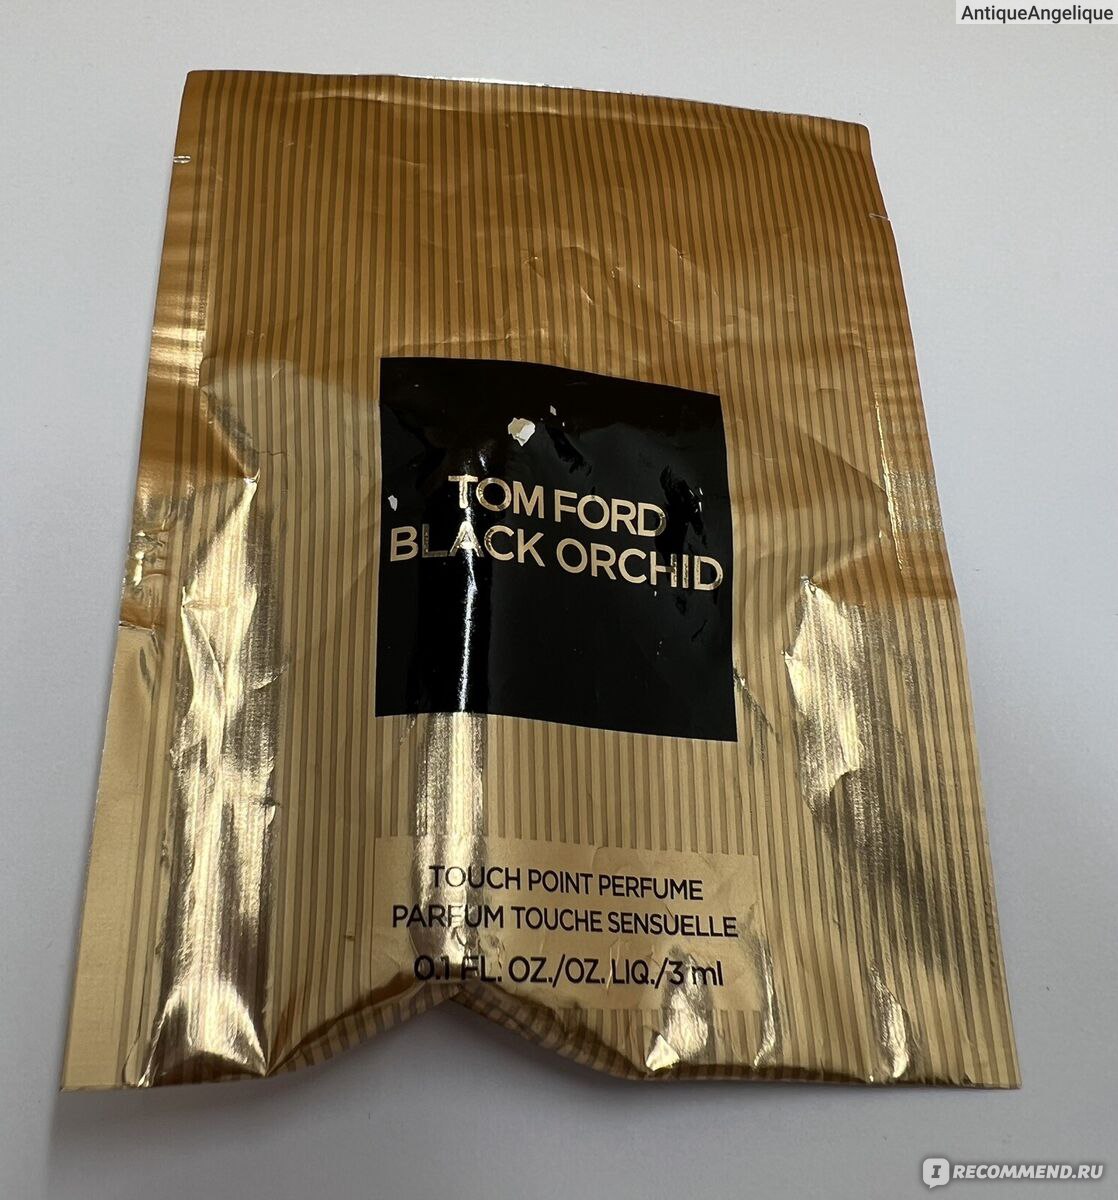 AntiqueAngelique
TOM FORD
BLACK ORCHID
TOUCH POINT PERFUME
PARFUM TOUCHE SENSUELLE
0.1 FL. OZ./OZ. LIQ./3 ml
IRECOMMEND.RU